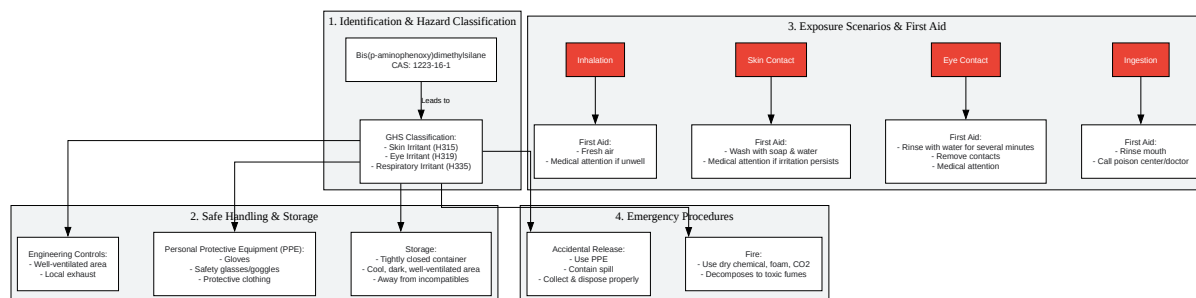 1. Identification & Hazard Classification
Bis(p-aminophenoxy)dimethylsilane
CAS: 1223-16-1
Leads to
GHS Classification:
- Skin Irritant (H315)
- Eye Irritant (H319)
- Respiratory Irritant (H335)
3. Exposure Scenarios & First Aid
Inhalation
Skin Contact
Eye Contact
Ingestion
First Aid:
- Fresh air
- Medical attention if unwell
First Aid:
- Wash with soap & water
- Medical attention if irritation persists
First Aid:
- Rinse with water for several minutes
- Remove contacts
- Medical attention
First Aid:
- Rinse mouth
- Call poison center/doctor
2. Safe Handling & Storage
Engineering Controls:
- Well-ventilated area
- Local exhaust
Personal Protective Equipment (PPE):
- Gloves
- Safety glasses/goggles
- Protective clothing
Storage:
- Tightly closed container
- Cool, dark, well-ventilated area
- Away from incompatibles
4. Emergency Procedures
Accidental Release:
- Use PPE
- Contain spill
- Collect & dispose properly
Fire:
- Use dry chemical, foam, CO2
- Decomposes to toxic fumes